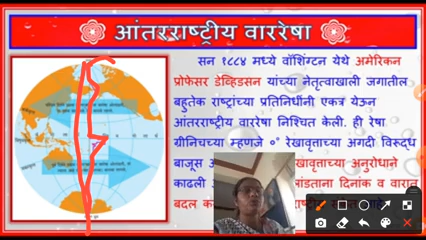 आंतरराष्ट्रीय वाररेषा
सन १८८४ मध्ये वॉशिंग्टन येथे अमेरिकन
प्रोफेसर डेव्हिडसन यांच्या नेतृत्वाखाली जगातील
बहुतेक राष्ट्रांच्या प्रतिनिधींनी एकत्र येऊन
आंतरराष्ट्रीय वाररेषा निश्चित केली. ही रेषा
ग्रीनिचच्या म्हणजे ०° रेखावृत्ताच्या अगदी विरूद्ध
बाजूस रेखावृत्ताच्या अनुरोधाने
काढली दिनांक व वारात
बदल